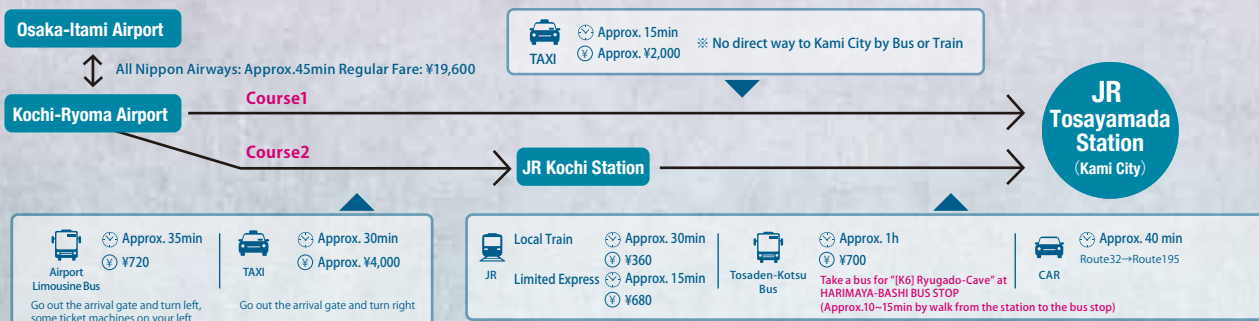 Osaka-Itami Airport
All Nippon Airways: Approx.45min Regular Fare: ¥19,600
Kochi-Ryoma Airport
TAXI
Approx. 15min
¥ Approx. ¥2,000
※ No direct way to Kami City by Bus or Train
Course1
Course2
JR Kochi Station
JR
Tosayamada
Station
(Kami City)
Airport
Limousine Bus
Approx. 35min
¥ ¥720
Go out the arrival gate and turn left,
some ticket machines on your left
TAXI
Approx. 30min
¥ Approx. ¥4,000
Go out the arrival gate and turn right
JR
Local Train
Approx. 30min
¥ ¥360
Limited Express
Approx. 15min
¥ ¥680
Tosaden-Kotsu
Bus
Approx. 1h
¥ ¥700
Take a bus for "[K6] Ryugado-Cave" at
HARIMAYA-BASHI BUS STOP
(Approx.10~15min by walk from the station to the bus stop)
CAR
Approx. 40 min
Route32→Route195